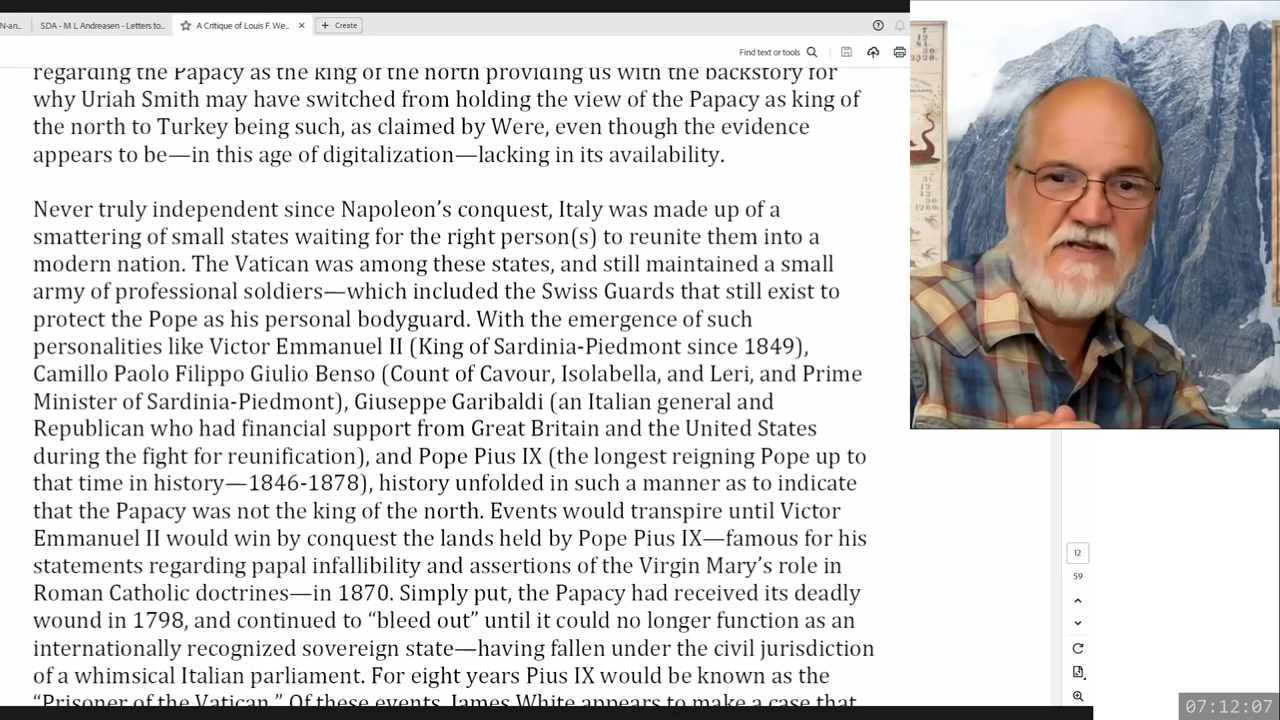 N-an...
SDA - M L Andreasen - Letters to...
A Critique of Louis F. We...
Create
Find text or tools
regarding the Papacy as the king of the north providing us with the backstory for
why Uriah Smith may have switched from holding the view of the Papacy as king of
the north to Turkey being such, as claimed by Were, even though the evidence
appears to be—in this age of digitalization—lacking in its availability.
Never truly independent since Napoleon’s conquest, Italy was made up of a
smattering of small states waiting for the right person(s) to reunite them into a
modern nation. The Vatican was among these states, and still maintained a small
army of professional soldiers—which included the Swiss Guards that still exist to
protect the Pope as his personal bodyguard. With the emergence of such
personalities like Victor Emmanuel II (King of Sardinia-Piedmont since 1849),
Camillo Paolo Filippo Giulio Benso (Count of Cavour, Isolabella, and Leri, and Prime
Minister of Sardinia-Piedmont), Giuseppe Garibaldi (an Italian general and
Republican who had financial support from Great Britain and the United States
during the fight for reunification), and Pope Pius IX (the longest reigning Pope up to
that time in history—1846-1878), history unfolded in such a manner as to indicate
that the Papacy was not the king of the north. Events would transpire until Victor
Emmanuel II would win by conquest the lands held by Pope Pius IX—famous for his
statements regarding papal infallibility and assertions of the Virgin Mary’s role in
Roman Catholic doctrines—in 1870. Simply put, the Papacy had received its deadly
wound in 1798, and continued to “bleed out” until it could no longer function as an
internationally recognized sovereign state—having fallen under the civil jurisdiction
of a whimsical Italian parliament. For eight years Pius IX would be known as the
“Prisoner of the Vatican.” Of these events, James White appears to make a case that
12
59
07:12:07